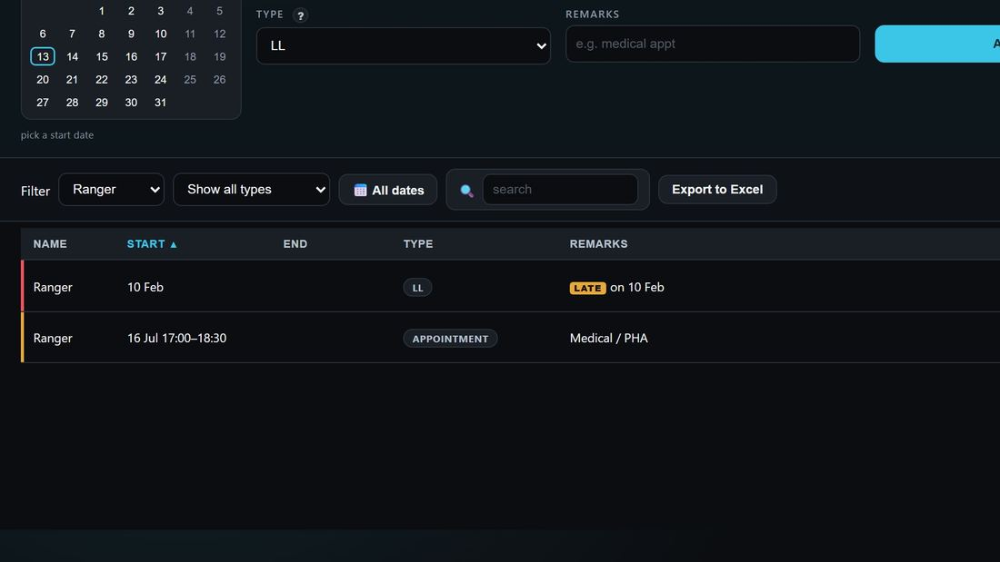 1 2 3 4 5
TYPE ?
REMARKS
6 7 8 9 10 11 12
LL
e.g. medical appt
A
13 14 15 16 17 18 19
20 21 22 23 24 25 26
27 28 29 30 31
pick a start date
Filter Ranger Show all types All dates search Export to Excel
NAME START ▲ END TYPE REMARKS
Ranger 10 Feb LL LATE on 10 Feb
Ranger 16 Jul 17:00–18:30 APPOINTMENT Medical / PHA